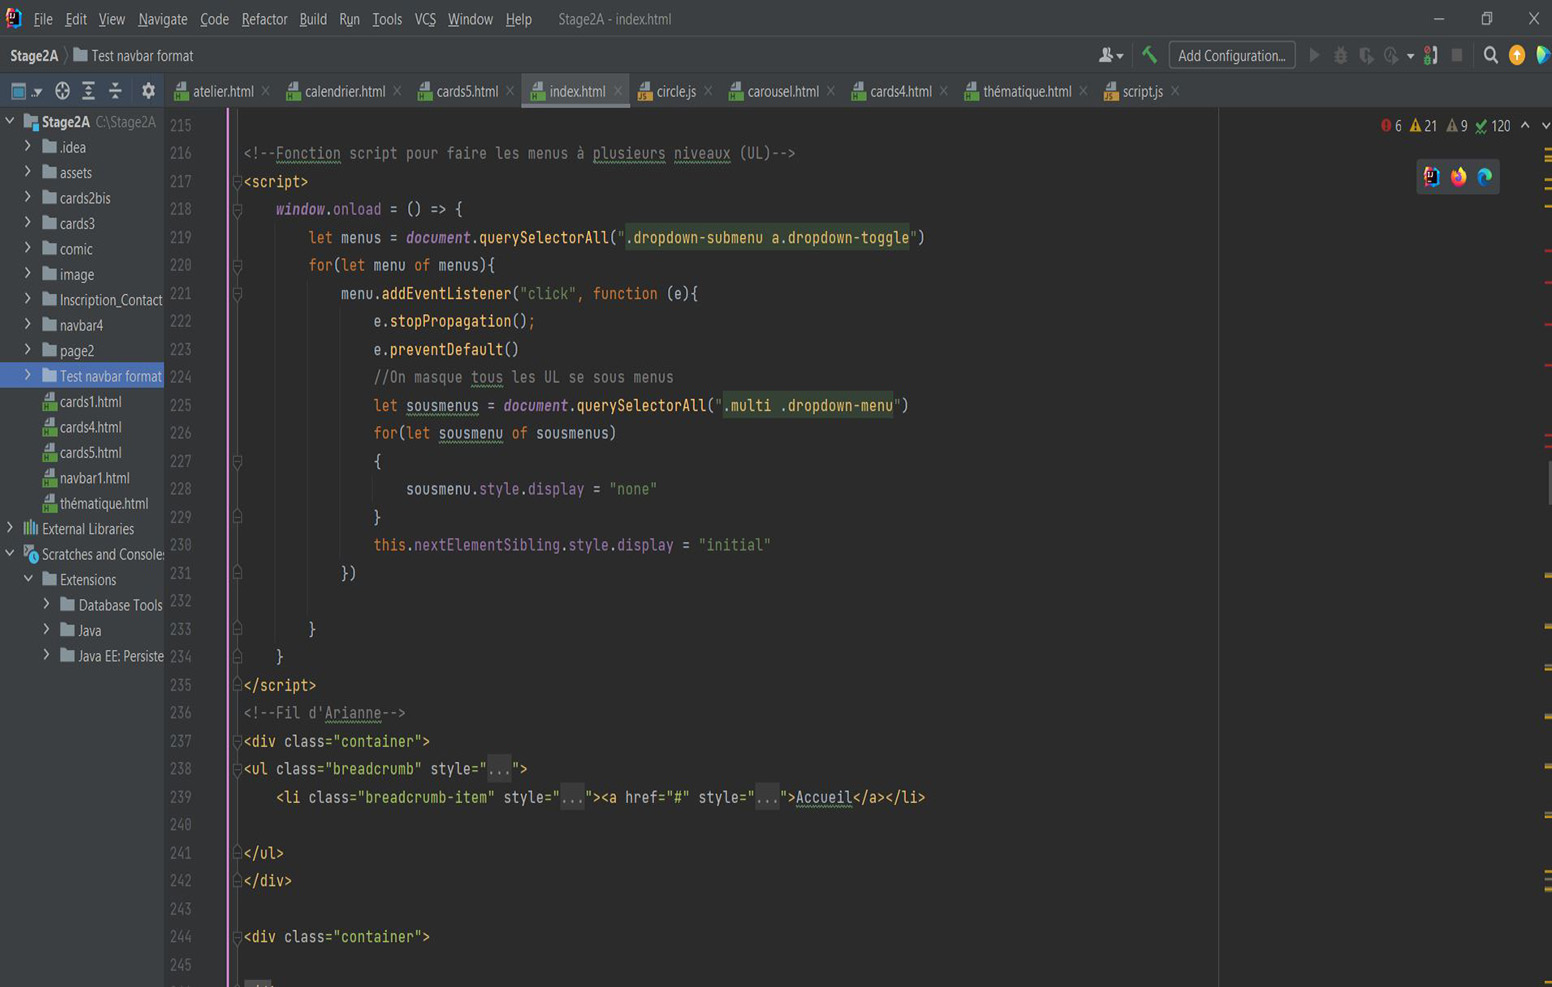 File Edit View Navigate Code Refactor Build Run Tools VCS Window Help Stage2A - index.html
Stage2A Test navbar format Add Configuration...
atelier.html calendrier.html cards5.html index.html circle.js carousel.html cards4.html thématique.html script.js
6 21 9 120
Stage2A C:\Stage2A
.idea
assets
cards2bis
cards3
comic
image
Inscription_Contact
navbar4
page2
Test navbar format
cards1.html
cards4.html
cards5.html
navbar1.html
thématique.html
External Libraries
Scratches and Consoles
Extensions
Database Tools
Java
Java EE: Persiste
215
216 <!--Fonction script pour faire les menus à plusieurs niveaux (UL)-->
217 <script>
218 window.onload = () => {
219 let menus = document.querySelectorAll(".dropdown-submenu a.dropdown-toggle")
220 for(let menu of menus){
221 menu.addEventListener("click", function (e){
222 e.stopPropagation();
223 e.preventDefault()
224 //On masque tous les UL se sous menus
225 let sousmenus = document.querySelectorAll(".multi .dropdown-menu")
226 for(let sousmenu of sousmenus)
227 {
228 sousmenu.style.display = "none"
229 }
230 this.nextElementSibling.style.display = "initial"
231 })
232
233 }
234 }
235 </script>
236 <!--Fil d'Arianne-->
237 <div class="container">
238 <ul class="breadcrumb" style="...">
239 <li class="breadcrumb-item" style="..."><a href="#" style="...">Accueil</a></li>
240
241 </ul>
242 </div>
243
244 <div class="container">
245